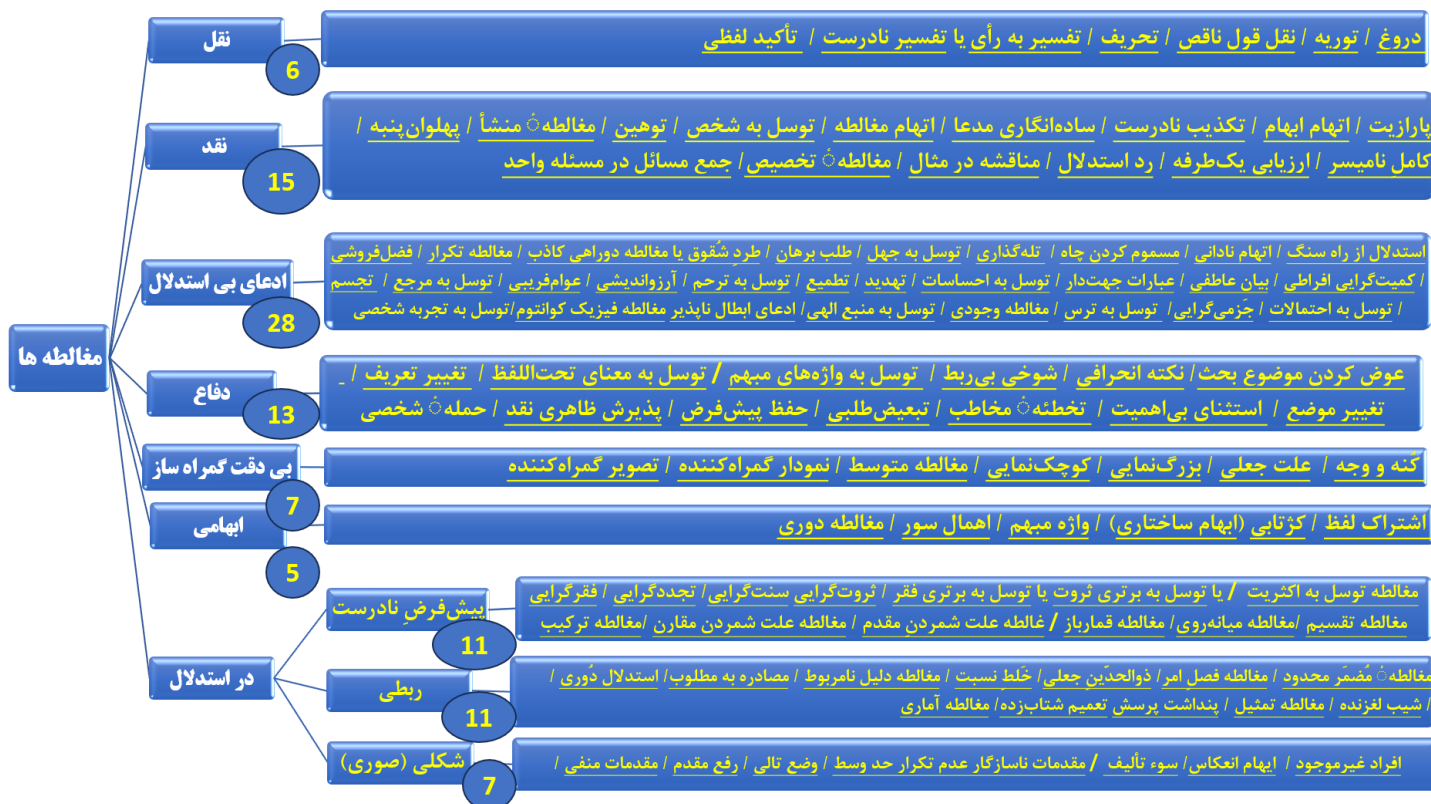 مغالطه ها
نقل
6
دروغ / توریه / نقل قول ناقص / تحریف / تفسیر به رأی یا تفسیر نادرست / تأکید لفظی
نقد
15
پارازیت / اتهام ابهام / تکذیب نادرست / ساده‌انگاری مدعا / اتهام مغالطه / توسل به شخص / توهین / مغالطهٔ منشأ / پهلوان‌پنبه /
کاملِ نامیسر / ارزیابی یک‌طرفه / رد استدلال / مناقشه در مثال / مغالطهٔ تخصیص/ جمع مسائل در مسئله واحد
ادعای بی استدلال
28
استدلال از راه سنگ / اتهام نادانی / مسموم کردن چاه / تله‌گذاری / توسل به جهل / طلب برهان / طردِ شُقوق یا مغالطه دوراهی کاذب / مغالطه تکرار / فضل‌فروشی
/ کمیت‌گرایی افراطی / بیانِ عاطفی / عبارات جهت‌دار / توسل به احساسات / تهدید / تطمیع / توسل به ترحم / آرزواندیشی / عوام‌فریبی / توسل به مرجع / تجسم
/ توسل به احتمالات / جَزمی‌گرایی/ توسل به ترس / مغالطه وجودی / توسل به منبع الهی/ ادعای ابطال ناپذیر مغالطه فیزیک کوانتوم/توسل به تجربه شخصی
دفاع
13
عوض کردن موضوع بحث/ نکته انحرافی / شوخی بی‌ربط / توسل به واژه‌های مبهم / توسل به معنای تحت‌اللفظ / تغییر تعریف /
تغییر موضع / استثنای بی‌اهمیت / تخطئهٔ مخاطب / تبعیض‌طلبی / حفظ پیش‌فرض / پذیرش ظاهری نقد / حملهٔ شخصی
بی دقت گمراه ساز
7
کُنه و وجه / علت جعلی / بزرگ‌نمایی / کوچک‌نمایی / مغالطه متوسط / نمودار گمراه‌کننده / تصویر گمراه‌کننده
ابهامی
5
اشتراک لفظ / کژتابی (ابهام ساختاری) / واژه مبهم / اهمال سور / مغالطه دوری
در استدلال
پیش‌فرضِ نادرست
11
مغالطه توسل به اکثریت / یا توسل به برتری ثروت یا توسل به برتری فقر / ثروت‌گرایی سنت‌گرایی/ تجددگرایی / فقرگرایی
مغالطه تقسیم /مغالطه میانه‌روی/ مغالطه قمارباز /غالطه علت شمردنِ مقدم / مغالطه علت شمردن مقارن /مغالطه ترکیب
ربطی
11
مغالطهٔ مُضمَر محدود / مغالطه فصلِ امر/ ذوالحدّینِ جعلی/ خَلطِ نسبت / مغالطه دلیل نامربوط / مصادره به مطلوب/ استدلال دُوری /
/ شیب لغزنده / مغالطه تمثیل / پنداشت پرسش تعمیم شتاب‌زده/ مغالطه آماری
شکلی (صوری)
7
افراد غیرموجود / ایهام انعکاس/ سوء تألیف / مقدمات ناسازگار عدم تکرار حد وسط / وضع تالی / رفع مقدم / مقدمات منفی /